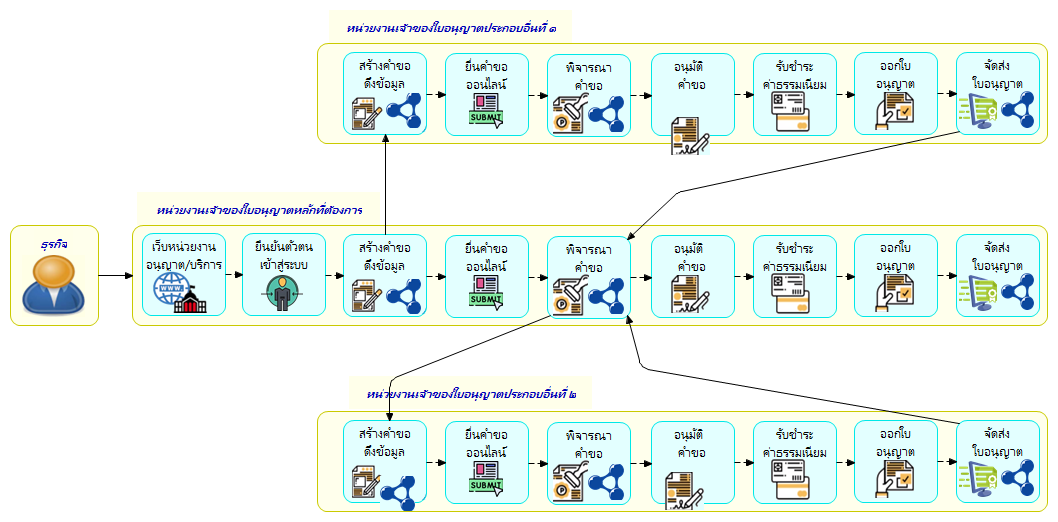 หน่วยงานเจ้าของใบอนุญาตประกอบอื่นที่ ๑
สร้างคำขอ
ดึงข้อมูล
ยื่นคำขอ
ออนไลน์
SUBMIT
พิจารณา
คำขอ
อนุมัติ
คำขอ
รับชำระ
ค่าธรรมเนียม
ออกใบ
อนุญาต
จัดส่ง
ใบอนุญาต
หน่วยงานเจ้าของใบอนุญาตหลักที่ต้องการ
ธุรกิจ
เว็บหน่วยงาน
อนุญาต/บริการ
WWW
ยืนยันตัวตน
เข้าสู่ระบบ
สร้างคำขอ
ดึงข้อมูล
ยื่นคำขอ
ออนไลน์
SUBMIT
พิจารณา
คำขอ
อนุมัติ
คำขอ
รับชำระ
ค่าธรรมเนียม
ออกใบ
อนุญาต
จัดส่ง
ใบอนุญาต
หน่วยงานเจ้าของใบอนุญาตประกอบอื่นที่ ๒
สร้างคำขอ
ดึงข้อมูล
ยื่นคำขอ
ออนไลน์
SUBMIT
พิจารณา
คำขอ
อนุมัติ
คำขอ
รับชำระ
ค่าธรรมเนียม
ออกใบ
อนุญาต
จัดส่ง
ใบอนุญาต